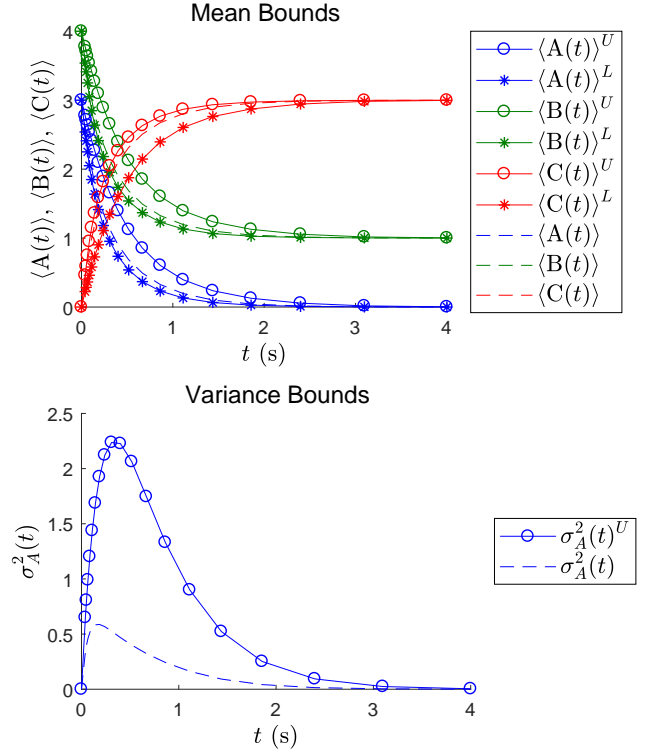 Mean Bounds
4
3
2
1
0
0
1
2
3
4
⟨A(t)⟩, ⟨B(t)⟩, ⟨C(t)⟩
t (s)
⟨A(t)⟩^U
⟨A(t)⟩^L
⟨B(t)⟩^U
⟨B(t)⟩^L
⟨C(t)⟩^U
⟨C(t)⟩^L
⟨A(t)⟩
⟨B(t)⟩
⟨C(t)⟩
Variance Bounds
2.5
2
1.5
1
0.5
0
0
1
2
3
4
σ_A^2(t)
t (s)
σ_A^2(t)^U
σ_A^2(t)